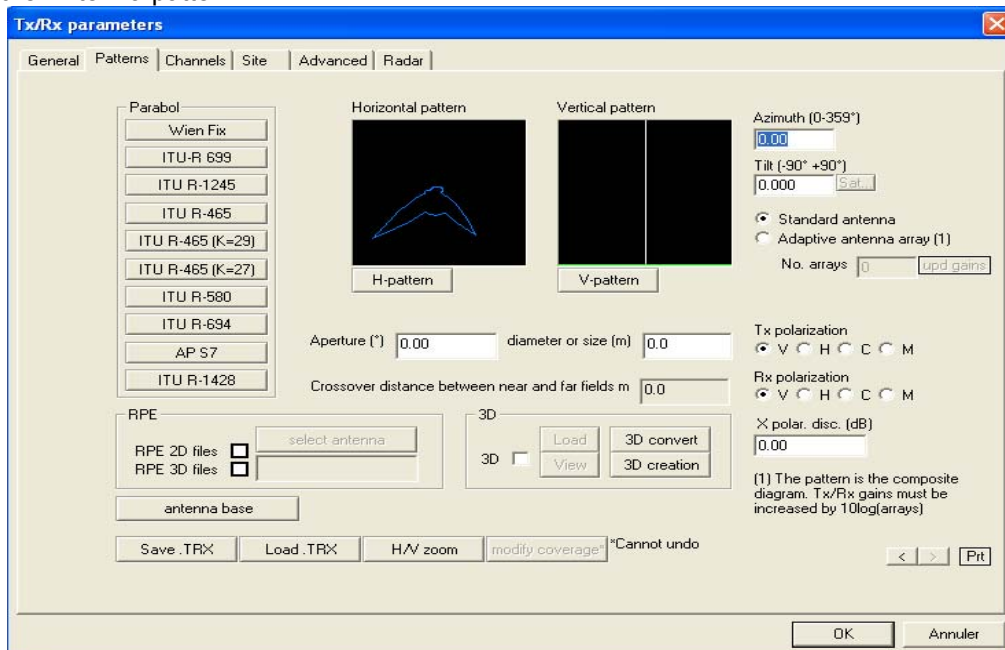 Tx/Rx parameters
General Patterns Channels Site Advanced Radar
Parabol
Wien Fix
ITU-R 699
ITU R-1245
ITU R-465
ITU R-465 (K=29)
ITU R-465 (K=27)
ITU R-580
ITU R-694
AP S7
ITU R-1428
Horizontal pattern
H-pattern
Vertical pattern
V-pattern
Azimuth (0-359°)
0.00
Tilt (-90° +90°)
0.000 Sat...
Standard antenna
Adaptive antenna array (1)
No. arrays 0 upd gains
Aperture (°) 0.00 diameter or size (m) 0.0
Crossover distance between near and far fields m 0.0
Tx polarization
V H C M
Rx polarization
V H C M
X polar. disc. (dB)
0.00
(1) The pattern is the composite
diagram. Tx/Rx gains must be
increased by 10log(arrays)
RPE
RPE 2D files select antenna
RPE 3D files
3D
3D Load 3D convert
View 3D creation
antenna base
Save .TRX Load .TRX H/V zoom modify coverage* *Cannot undo
< > Prt
OK Annuler